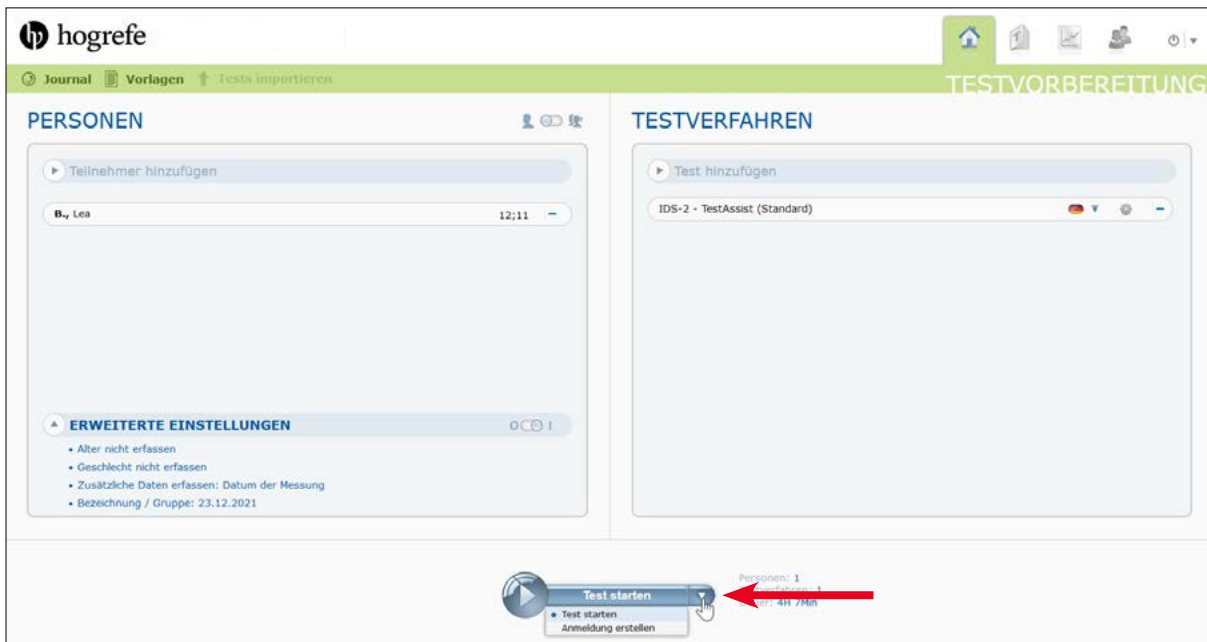 hogrefe
Journal Vorlagen Tests importieren
TESTVORBEREITUNG
PERSONEN
Teilnehmer hinzufügen
B., Lea 12;11
ERWEITERTE EINSTELLUNGEN
• Alter nicht erfassen
• Geschlecht nicht erfassen
• Zusätzliche Daten erfassen: Datum der Messung
• Bezeichnung / Gruppe: 23.12.2021
TESTVERFAHREN
Test hinzufügen
IDS-2 - TestAssist (Standard)
Test starten
• Test starten
Anmeldung erstellen
Personen: 1
4H 7Min